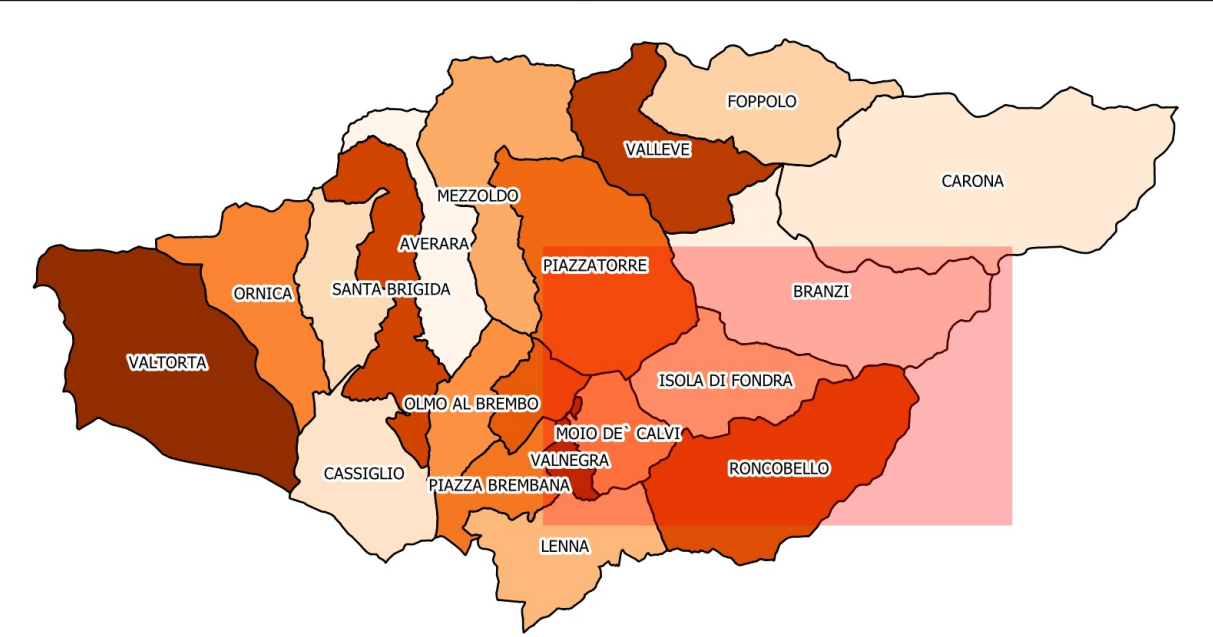 FOPPOLO
VALLEVE
CARONA
MEZZOLDO
AVERARA
PIAZZATORRE
SANTA BRIGIDA
ORNICA
BRANZI
VALTORTA
ISOLA DI FONDRA
OLMO AL BREMBO
MOIO DE` CALVI
VALNEGRA
RONCOBELLO
CASSIGLIO
PIAZZA BREMBANA
LENNA